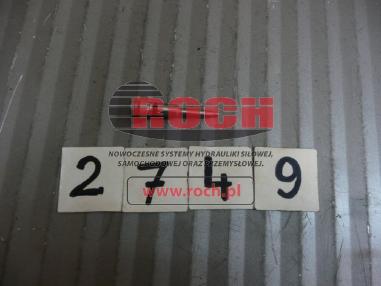 ROCH
NOWOCZESNE SYSTEMY HYDRAULIKI SIŁOWEJ,
SAMOCHODOWEJ ORAZ PRZEMYSŁOWEJ.
2 7 4 9
www.roch.pl